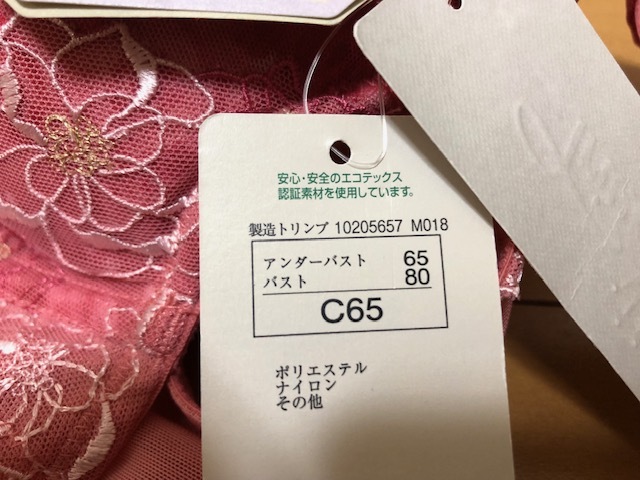 安心・安全のエコテックス
認証素材を使用しています。
製造トリンプ 10205657 M018
アンダーバスト 65
バスト 80
C65
ポリエステル
ナイロン
その他